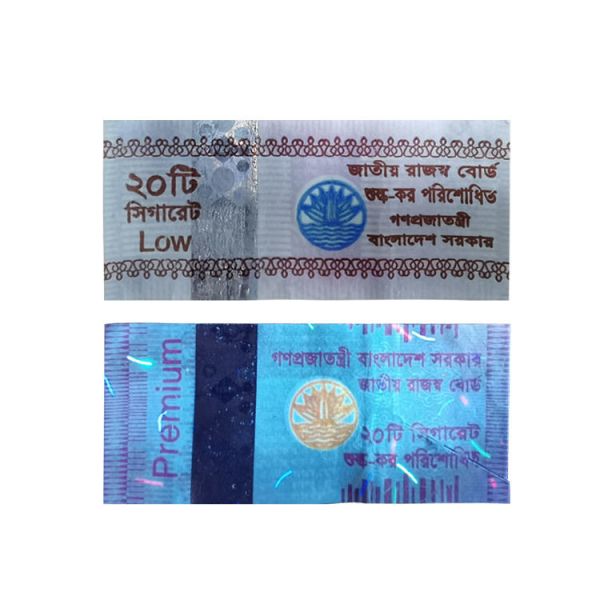 ২০টি
সিগারেট
Low
জাতীয় রাজস্ব বোর্ড
শুল্ক-কর পরিশোধিত
গণপ্রজাতন্ত্রী
বাংলাদেশ সরকার
Premium
গণপ্রজাতন্ত্রী বাংলাদেশ সরকার
জাতীয় রাজস্ব বোর্ড
২০টি সিগারেট
শুল্ক-কর পরিশোধিত